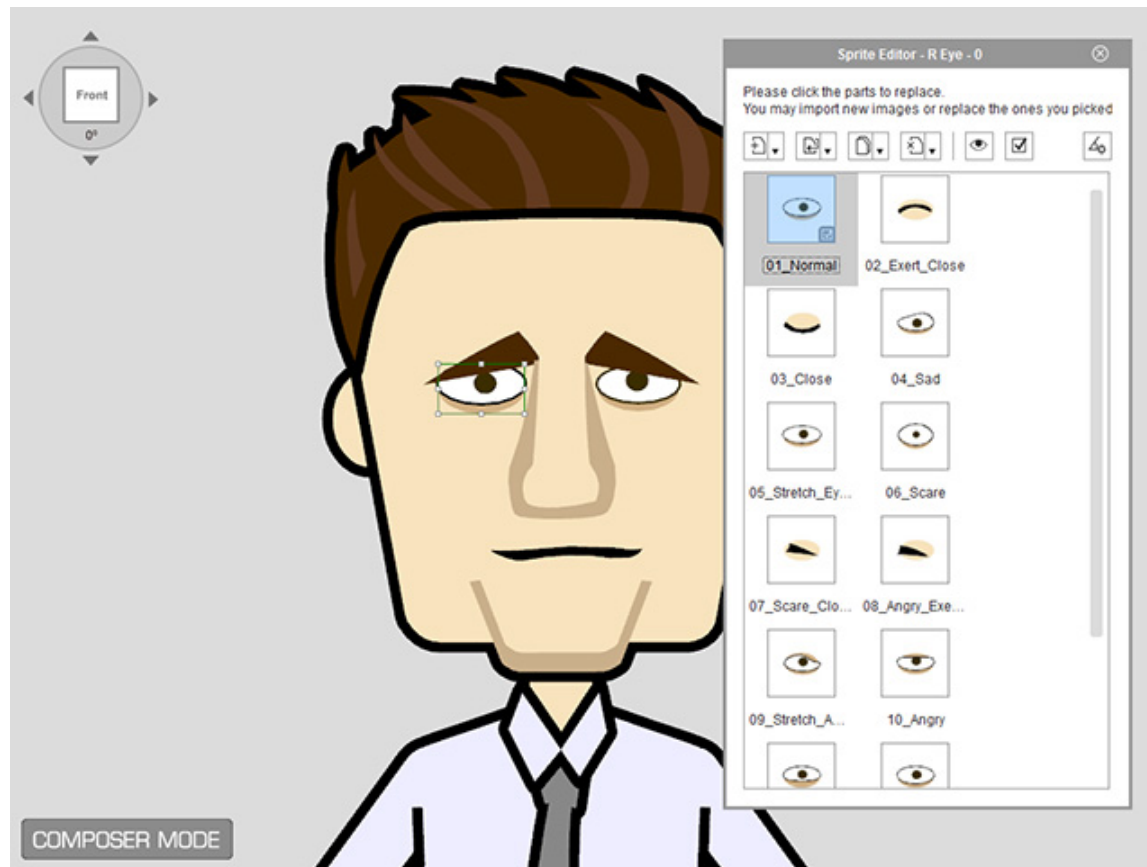 Front
0°
Sprite Editor - R Eye - 0
Please click the parts to replace.
You may import new images or replace the ones you picked
01_Normal
02_Exert_Close
03_Close
04_Sad
05_Stretch_Ey...
06_Scare
07_Scare_Clo...
08_Angry_Exe...
09_Stretch_A...
10_Angry
COMPOSER MODE